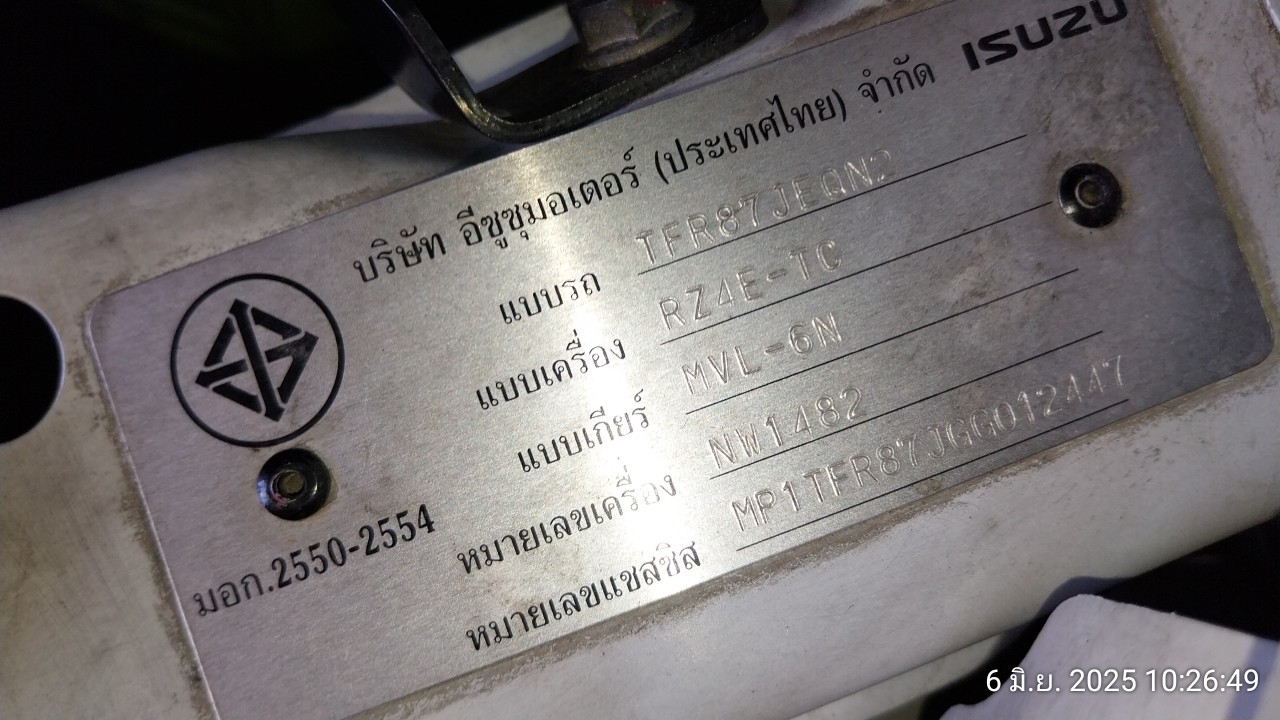 ISUZU
บริษัท อีซูซุมอเตอร์ (ประเทศไทย) จำกัด
แบบรถ TFR87JEQN2
แบบเครื่อง RZ4E-TC
แบบเกียร์ MVL-6N
หมายเลขเครื่อง NW1482
หมายเลขแชสซิส MP1TFR87JGG012447
มอก.2550-2554
6 มิ.ย. 2025 10:26:49